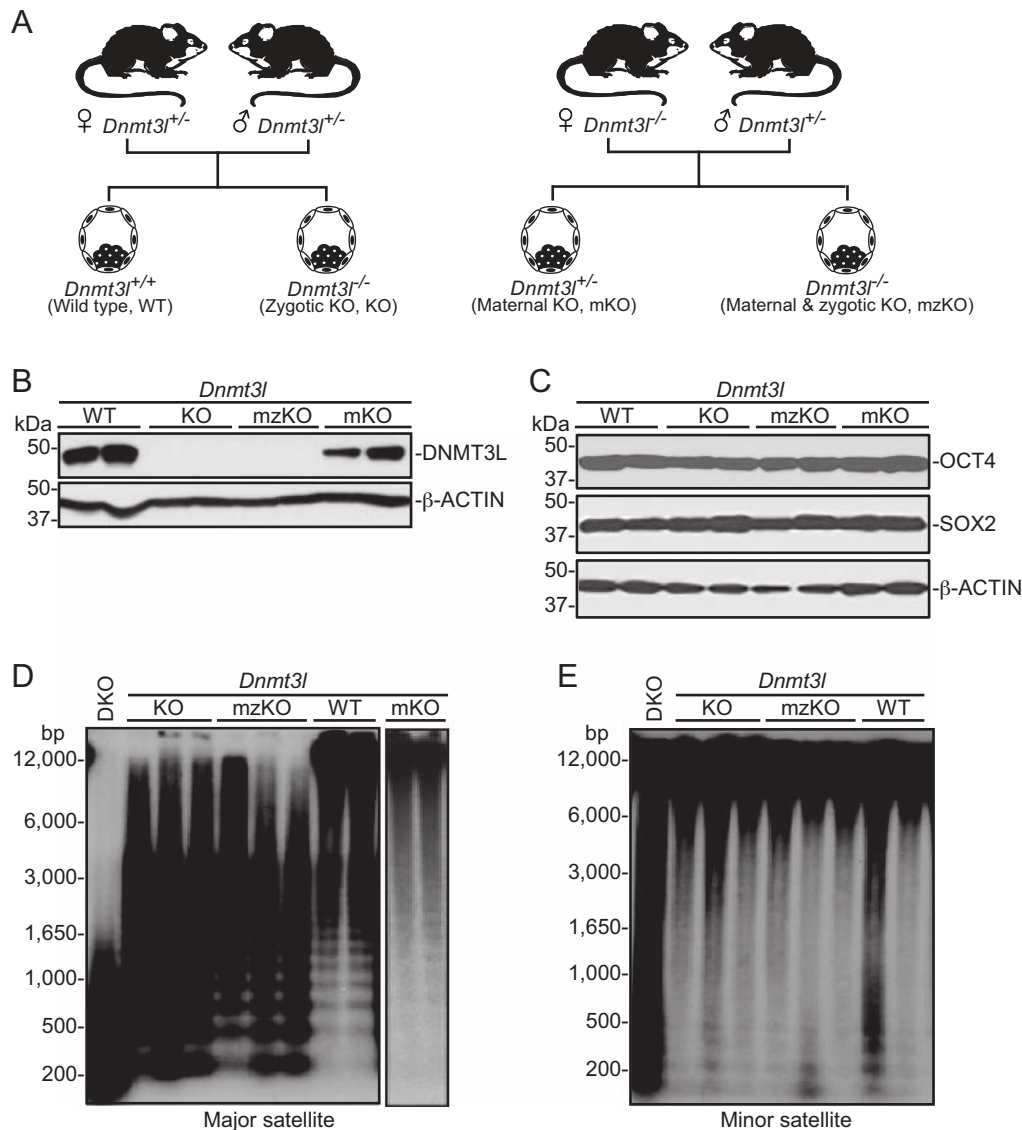 A
♀ Dnmt3l+/- ♂ Dnmt3l+/-
Dnmt3l+/+
(Wild type, WT)
Dnmt3l-/-
(Zygotic KO, KO)
♀ Dnmt3l-/- ♂ Dnmt3l+/-
Dnmt3l+/-
(Maternal KO, mKO)
Dnmt3l-/-
(Maternal & zygotic KO, mzKO)
B
Dnmt3l
WT KO mzKO mKO
kDa
50- -DNMT3L
50- -β-ACTIN
37-
C
Dnmt3l
WT KO mzKO mKO
kDa
50- -OCT4
37-
50- -SOX2
37-
50- -β-ACTIN
37-
D
Dnmt3l
DKO KO mzKO WT mKO
bp
12,000-
6,000-
3,000-
1,650-
1,000-
500-
200-
Major satellite
E
Dnmt3l
DKO KO mzKO WT
bp
12,000-
6,000-
3,000-
1,650-
1,000-
500-
200-
Minor satellite